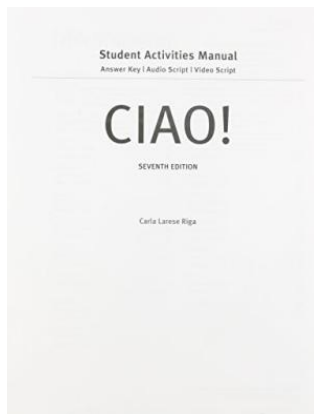 Student Activities Manual
Answer Key | Audio Script | Video Script
CIAO!
SEVENTH EDITION
Carla Larese Riga